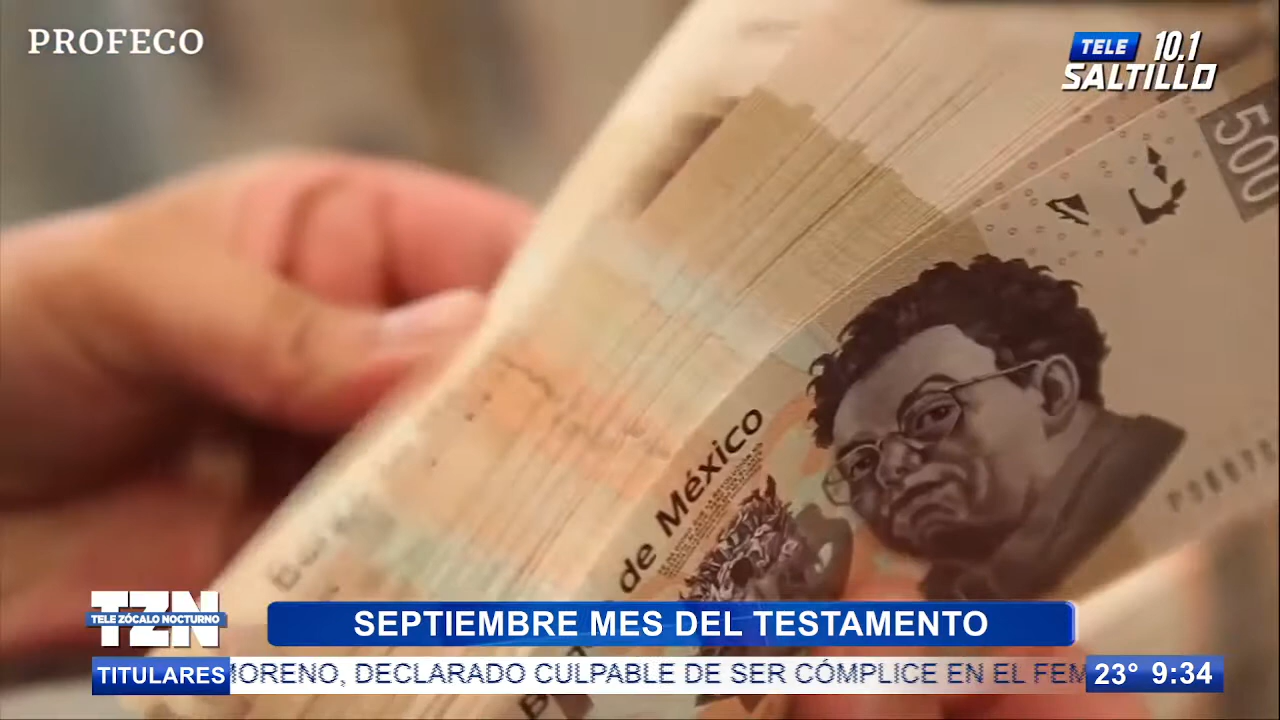 PROFECO
TELE 10.1
SALTILLO
500
de México
TZN
TELE ZÓCALO NOCTURNO
SEPTIEMBRE MES DEL TESTAMENTO
TITULARES
MORENO, DECLARADO CULPABLE DE SER CÓMPLICE EN EL FEM
23° 9:34